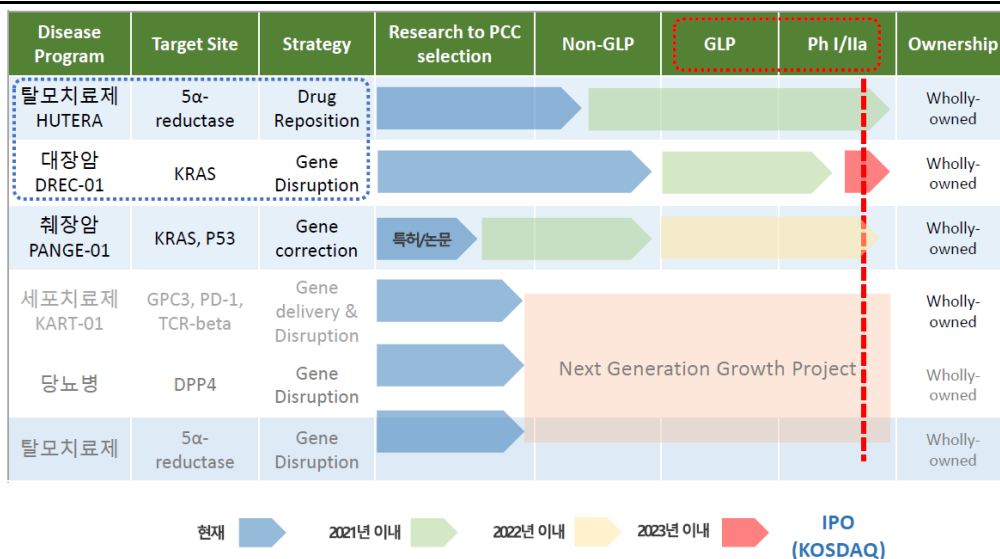 Disease Program
Target Site
Strategy
Research to PCC selection
Non-GLP
GLP
Ph I/IIa
Ownership
탈모치료제
HUTERA
5α-
reductase
Drug
Reposition
Wholly-
owned
대장암
DREC-01
KRAS
Gene
Disruption
Wholly-
owned
췌장암
PANGE-01
KRAS, P53
Gene
correction
특허/논문
Wholly-
owned
세포치료제
KART-01
GPC3, PD-1,
TCR-beta
Gene
delivery &
Disruption
Wholly-
owned
당뇨병
DPP4
Gene
Disruption
Next Generation Growth Project
Wholly-
owned
탈모치료제
5α-
reductase
Gene
Disruption
Wholly-
owned
현재
2021년 이내
2022년 이내
2023년 이내
IPO
(KOSDAQ)